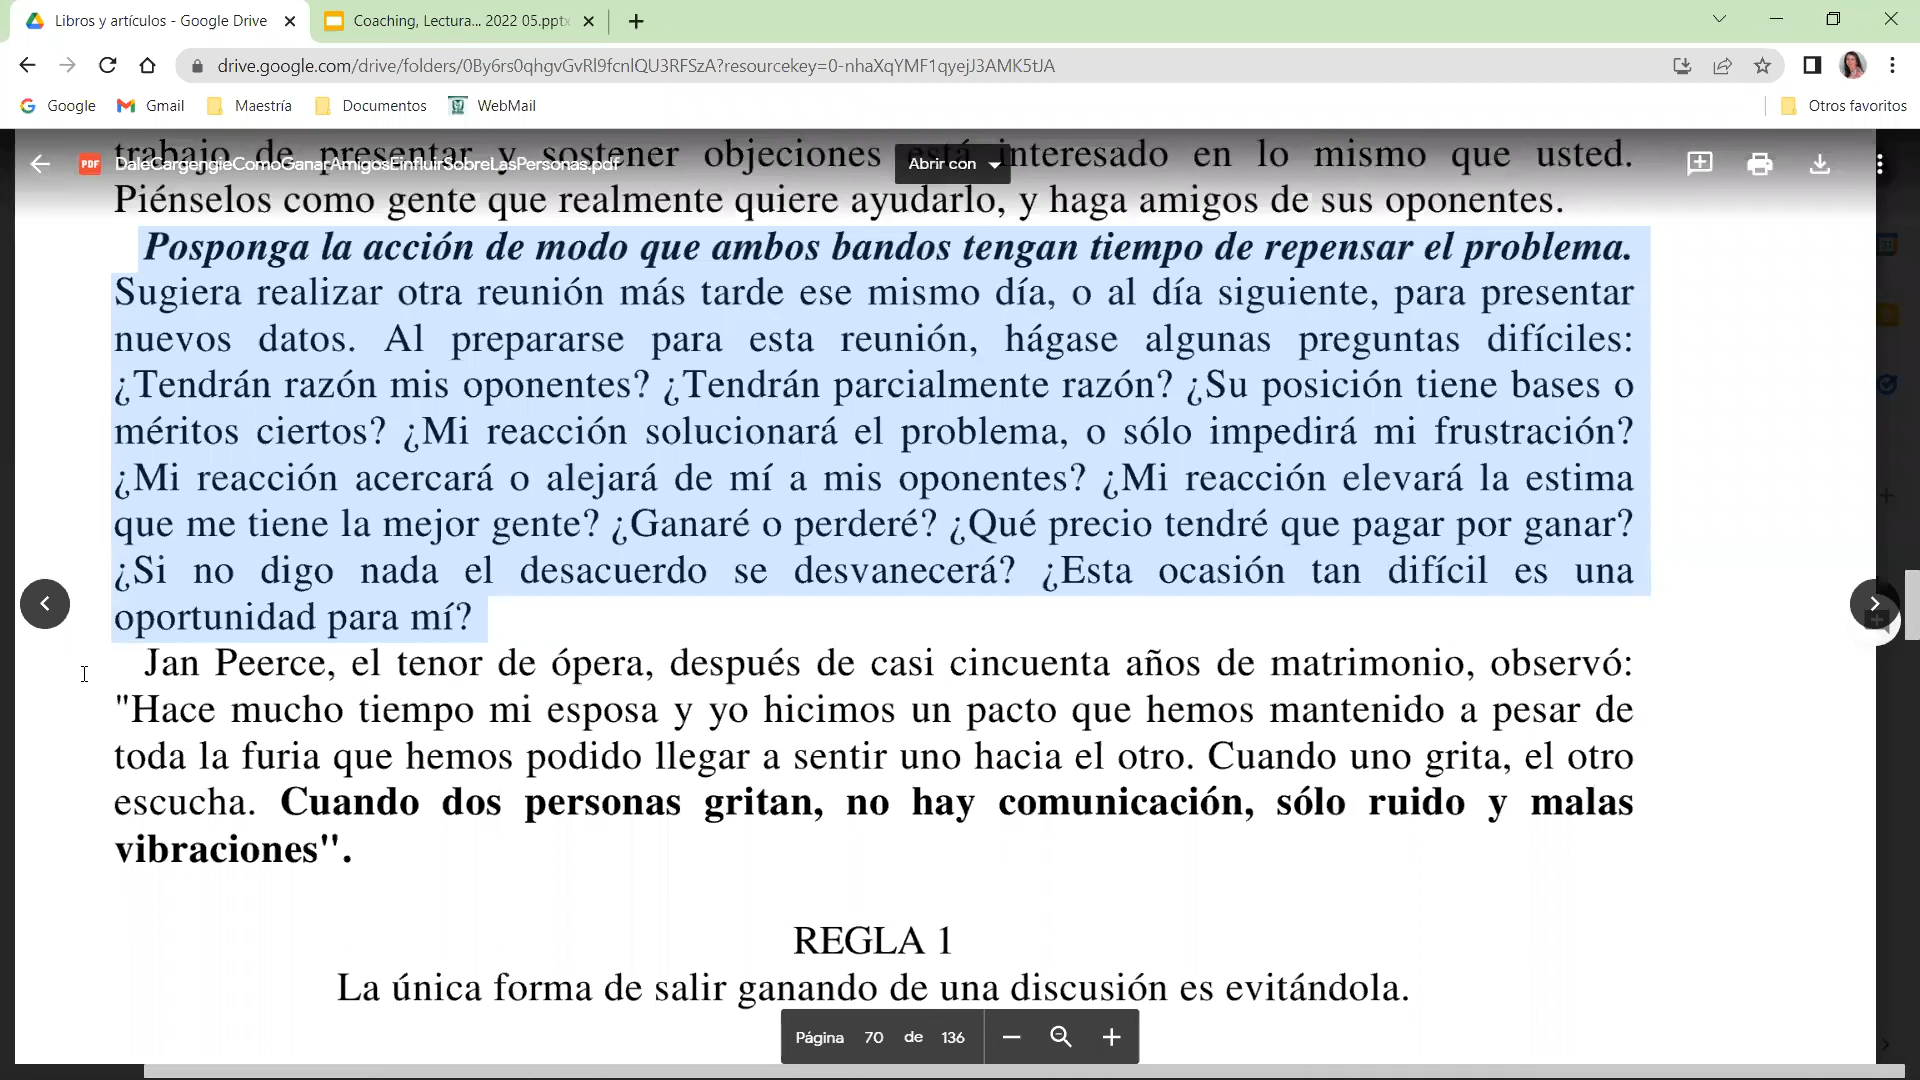 Libros y artículos - Google Drive
Coaching, Lectura... 2022 05.pptx
drive.google.com/drive/folders/0By6rs0qhgvGvRl9fcnlQU3RFSzA?resourcekey=0-nhaXqYMF1qyejJ3AMK5tJA
Google Gmail Maestría Documentos WebMail Otros favoritos
trabajo de presentar y sostener objeciones está interesado en lo mismo que usted.
PDF DaleCargengieComoGanarAmigosEinfluirSobreLasPersonas.pdf Abrir con
Piénselos como gente que realmente quiere ayudarlo, y haga amigos de sus oponentes.
Posponga la acción de modo que ambos bandos tengan tiempo de repensar el problema.
Sugiera realizar otra reunión más tarde ese mismo día, o al día siguiente, para presentar
nuevos datos. Al prepararse para esta reunión, hágase algunas preguntas difíciles:
¿Tendrán razón mis oponentes? ¿Tendrán parcialmente razón? ¿Su posición tiene bases o
méritos ciertos? ¿Mi reacción solucionará el problema, o sólo impedirá mi frustración?
¿Mi reacción acercará o alejará de mí a mis oponentes? ¿Mi reacción elevará la estima
que me tiene la mejor gente? ¿Ganaré o perderé? ¿Qué precio tendré que pagar por ganar?
¿Si no digo nada el desacuerdo se desvanecerá? ¿Esta ocasión tan difícil es una
oportunidad para mí?
Jan Peerce, el tenor de ópera, después de casi cincuenta años de matrimonio, observó:
"Hace mucho tiempo mi esposa y yo hicimos un pacto que hemos mantenido a pesar de
toda la furia que hemos podido llegar a sentir uno hacia el otro. Cuando uno grita, el otro
escucha. Cuando dos personas gritan, no hay comunicación, sólo ruido y malas
vibraciones".
REGLA 1
La única forma de salir ganando de una discusión es evitándola.
Página 70 de 136